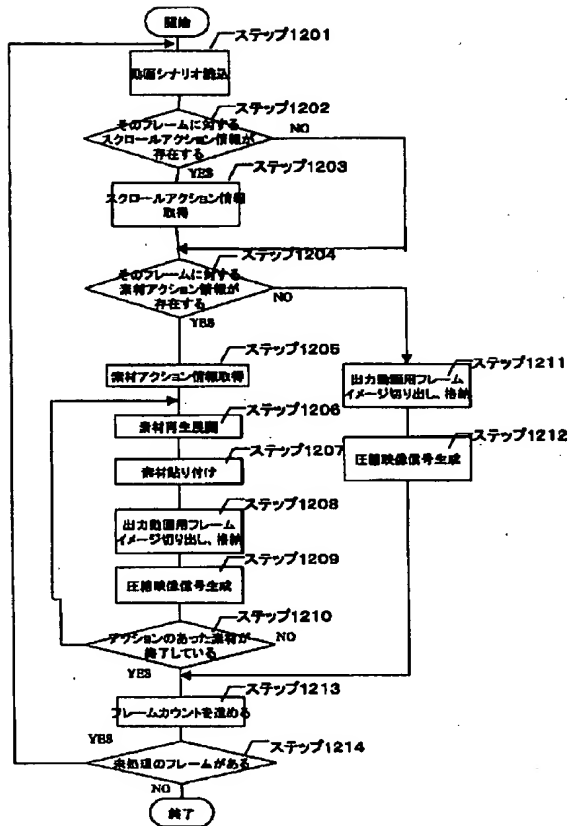 開始
ステップ1201
動画シナリオ読込
ステップ1202
そのフレームに対する
スクロールアクション情報が
存在する
NO
YES
ステップ1203
スクロールアクション情報
取得
ステップ1204
そのフレームに対する
素材アクション情報が
存在する
NO
YES
ステップ1205
素材アクション情報取得
ステップ1206
素材再生展開
ステップ1207
素材貼り付け
ステップ1208
出力動画用フレーム
イメージ切り出し、格納
ステップ1209
圧縮映像信号生成
ステップ1210
アクションのあった素材が
終了している
NO
YES
ステップ1211
出力動画用フレーム
イメージ切り出し、格納
ステップ1212
圧縮映像信号生成
ステップ1213
フレームカウントを進める
YES
ステップ1214
未処理のフレームがある
NO
終了